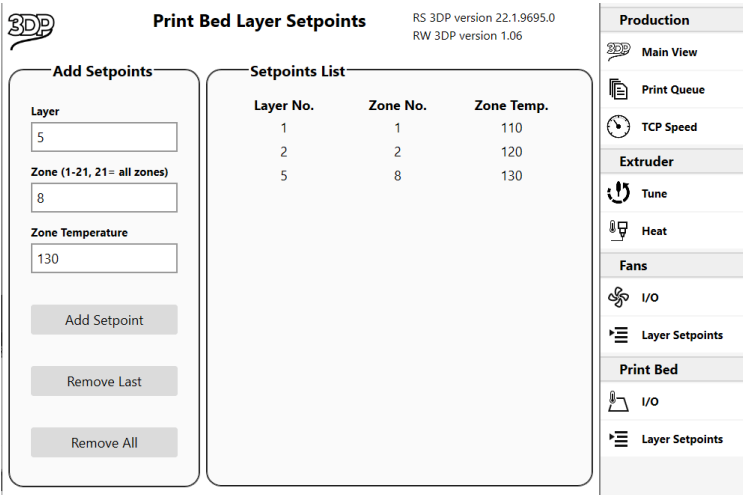 3DP
Print Bed Layer Setpoints
RS 3DP version 22.1.9695.0
RW 3DP version 1.06
Add Setpoints
Layer
5
Zone (1-21, 21= all zones)
8
Zone Temperature
130
Add Setpoint
Remove Last
Remove All
Setpoints List
Layer No. Zone No. Zone Temp.
1 1 110
2 2 120
5 8 130
Production
3DP Main View
Print Queue
TCP Speed
Extruder
Tune
Heat
Fans
I/O
Layer Setpoints
Print Bed
I/O
Layer Setpoints